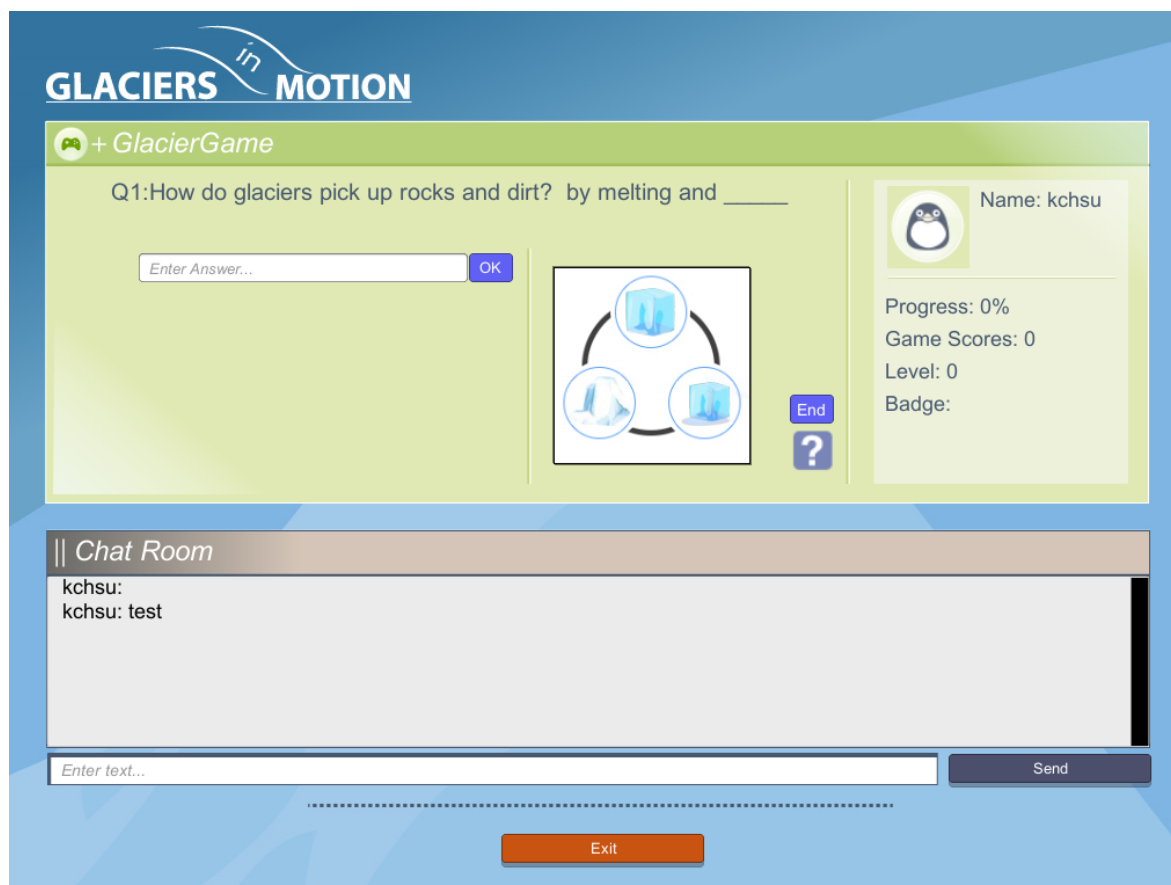 GLACIERS in MOTION
+ GlacierGame
Q1:How do glaciers pick up rocks and dirt?  by melting and _____
Enter Answer...
OK
End
?
Name: kchsu
Progress: 0%
Game Scores: 0
Level: 0
Badge:
|| Chat Room
kchsu:
kchsu: test
Enter text...
Send
Exit